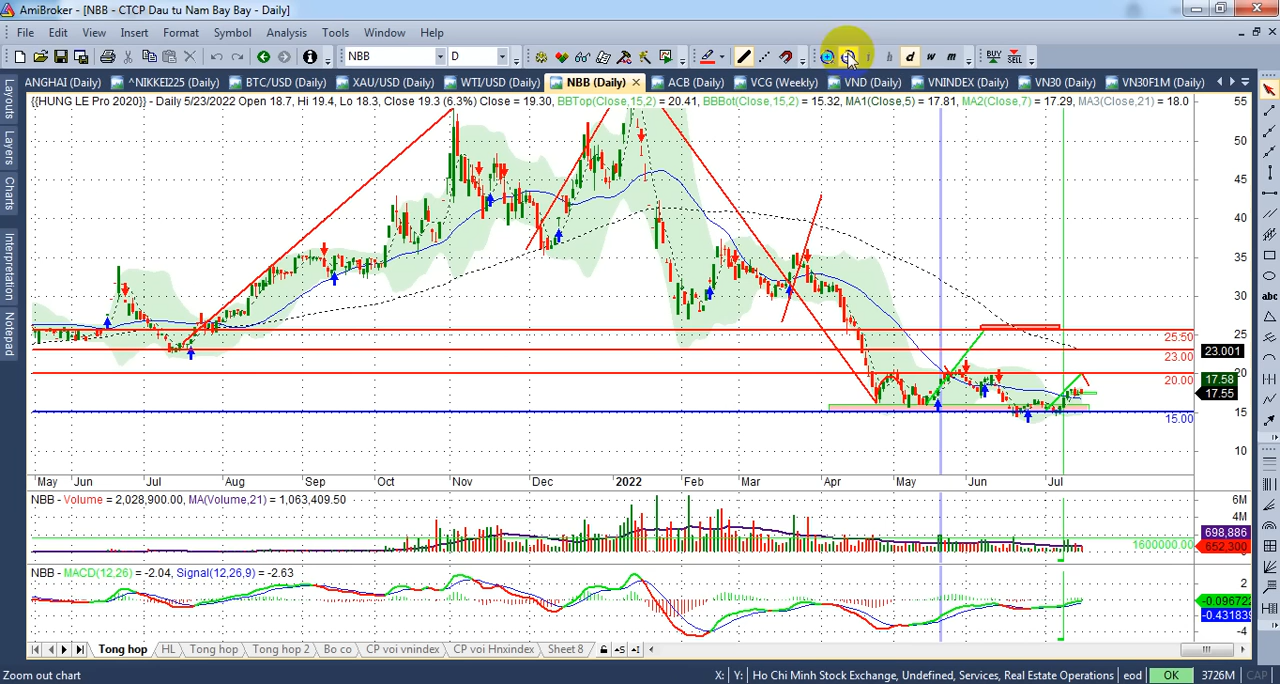 AmiBroker - [NBB - CTCP Dau tu Nam Bay Bay - Daily]
File Edit View Insert Format Symbol Analysis Tools Window Help
NBB D h d w m BUY SELL
ANGHAI (Daily) ^NIKKEI225 (Daily) BTC/USD (Daily) XAU/USD (Daily) WTI/USD (Daily) NBB (Daily) ACB (Daily) VCG (Weekly) VND (Daily) VNINDEX (Daily) VN30 (Daily) VN30F1M (Daily)
{{HUNG LE Pro 2020}} - Daily 5/23/2022 Open 18.7, Hi 19.4, Lo 18.3, Close 19.3 (6.3%) Close = 19.30, BBTop(Close,15,2) = 20.41, BBBot(Close,15,2) = 15.32, MA1(Close,5) = 17.81, MA2(Close,7) = 17.29, MA3(Close,21) = 18.0
55
50
45
40
35
30
25
25.50
23.001
23.00
20
20.00
17.58
17.55
15
15.00
10
May Jun Jul Aug Sep Oct Nov Dec 2022 Feb Mar Apr May Jun Jul
NBB - Volume = 2,028,900.00, MA(Volume,21) = 1,063,409.50
6M
4M
698,886
652,300
1600000.00
NBB - MACD(12,26) = -2.04, Signal(12,26,9) = -2.63
2
-0.096722
-0.431839
-4
Tong hop HL Tong hop Tong hop 2 Bo co CP voi vnindex CP voi Hnxindex Sheet 8
Zoom out chart X: Y: Ho Chi Minh Stock Exchange, Undefined, Services, Real Estate Operations eod OK 3726M CAP
Layouts
Layers
Charts
Interpretation
Notepad
abc